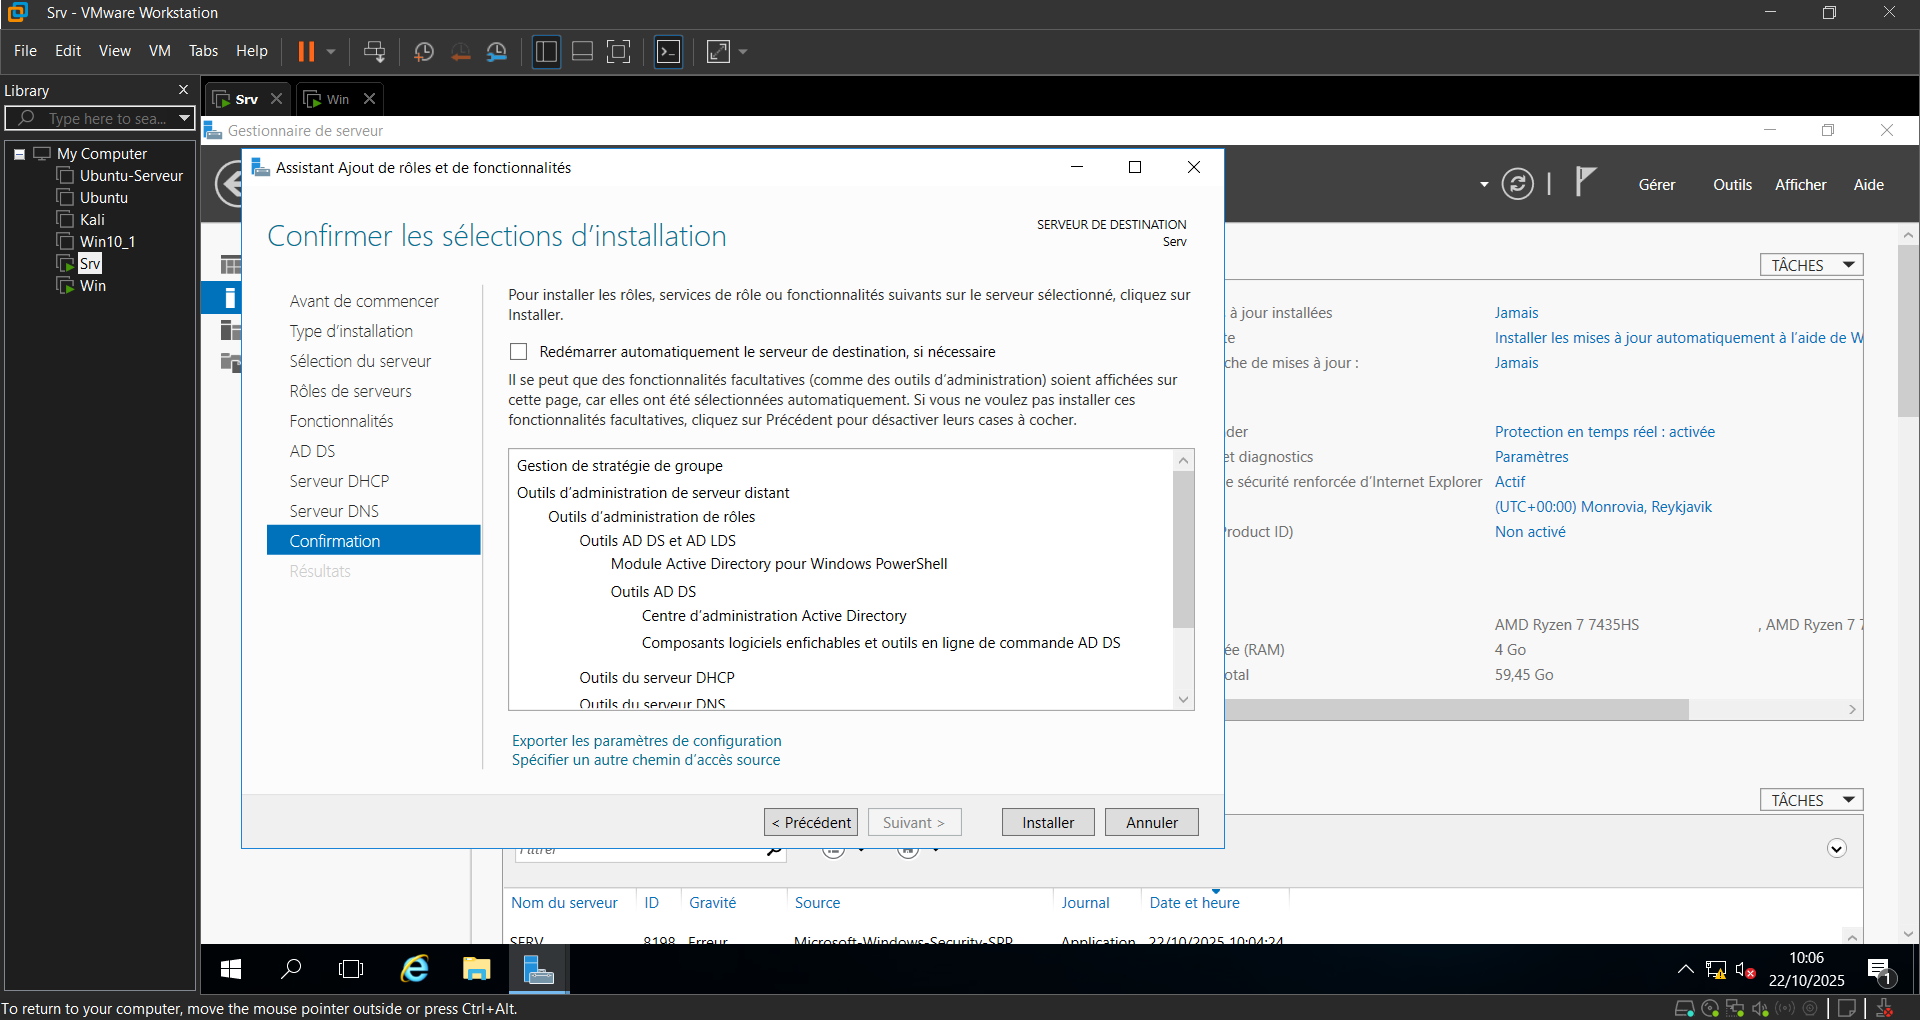 Srv - VMware Workstation
File Edit View VM Tabs Help
Library
Type here to sea...
My Computer
Ubuntu-Serveur
Ubuntu
Kali
Win10_1
Srv
Win
Srv
Win
Gestionnaire de serveur
Gérer Outils Afficher Aide
Assistant Ajout de rôles et de fonctionnalités
Confirmer les sélections d'installation
SERVEUR DE DESTINATION
Serv
Avant de commencer
Type d'installation
Sélection du serveur
Rôles de serveurs
Fonctionnalités
AD DS
Serveur DHCP
Serveur DNS
Confirmation
Résultats
Pour installer les rôles, services de rôle ou fonctionnalités suivants sur le serveur sélectionné, cliquez sur
Installer.
Redémarrer automatiquement le serveur de destination, si nécessaire
Il se peut que des fonctionnalités facultatives (comme des outils d'administration) soient affichées sur
cette page, car elles ont été sélectionnées automatiquement. Si vous ne voulez pas installer ces
fonctionnalités facultatives, cliquez sur Précédent pour désactiver leurs cases à cocher.
Gestion de stratégie de groupe
Outils d'administration de serveur distant
Outils d'administration de rôles
Outils AD DS et AD LDS
Module Active Directory pour Windows PowerShell
Outils AD DS
Centre d'administration Active Directory
Composants logiciels enfichables et outils en ligne de commande AD DS
Outils du serveur DHCP
Outils du serveur DNS
Exporter les paramètres de configuration
Spécifier un autre chemin d'accès source
< Précédent Suivant > Installer Annuler
TÂCHES
à jour installées Jamais
te Installer les mises à jour automatiquement à l'aide de W
che de mises à jour : Jamais
der Protection en temps réel : activée
et diagnostics Paramètres
e sécurité renforcée d'Internet Explorer Actif
(UTC+00:00) Monrovia, Reykjavik
roduct ID) Non activé
AMD Ryzen 7 7435HS , AMD Ryzen 7 7
ée (RAM) 4 Go
otal 59,45 Go
TÂCHES
Filtrer
Nom du serveur ID Gravité Source Journal Date et heure
SERV 8198 Erreur Microsoft-Windows-Security-SPP Application 22/10/2025 10:04:24
10:06
22/10/2025
1
To return to your computer, move the mouse pointer outside or press Ctrl+Alt.